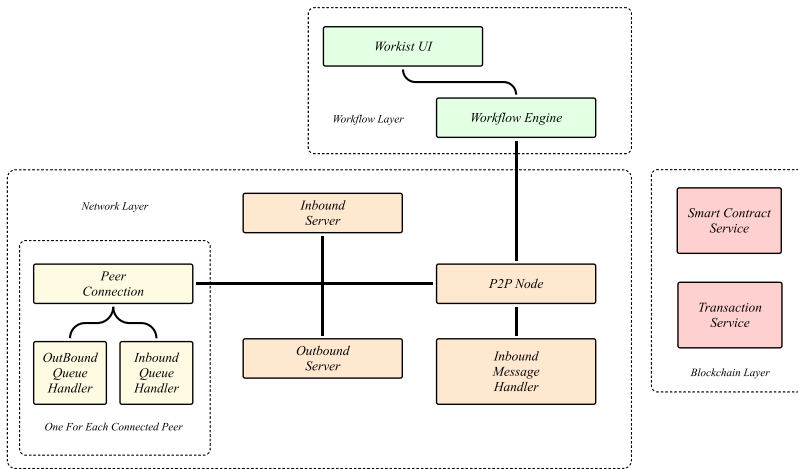 Workist UI
Workflow Layer
Workflow Engine
Network Layer
Inbound
Server
Peer
Connection
P2P Node
OutBound
Queue
Handler
Inbound
Queue
Handler
Outbound
Server
Inbound
Message
Handler
One For Each Connected Peer
Smart Contract
Service
Transaction
Service
Blockchain Layer